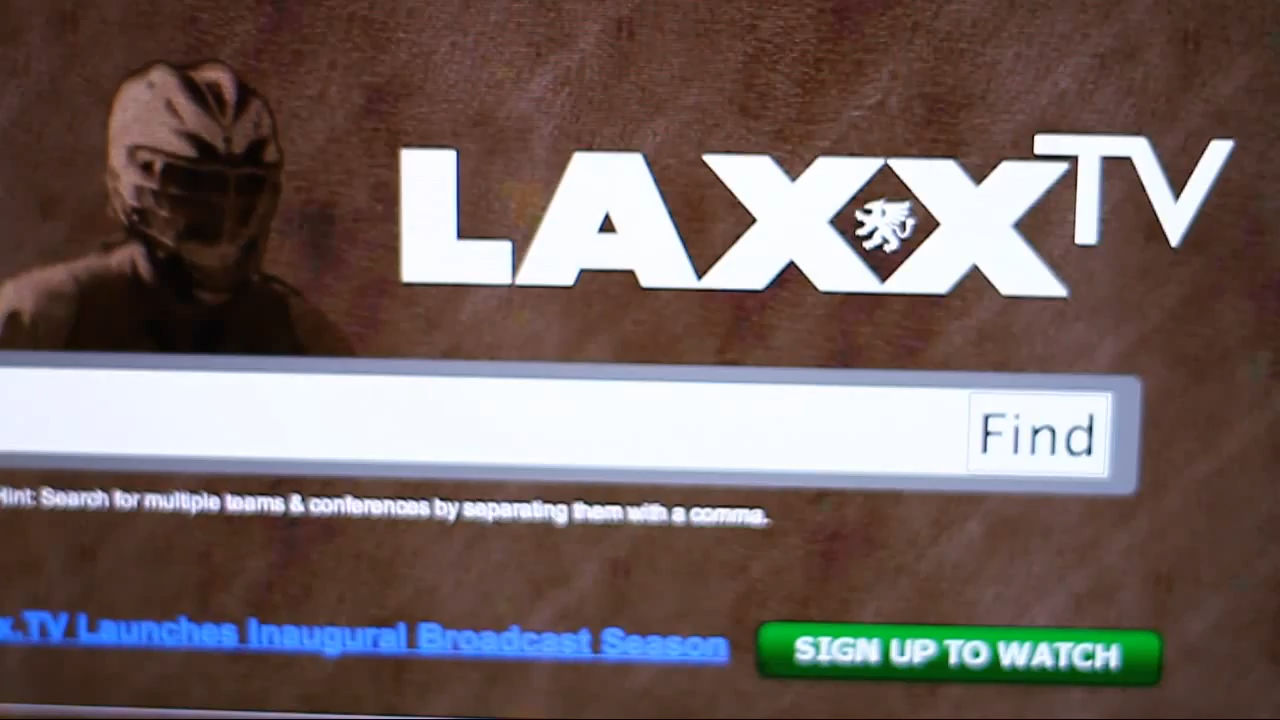 LAXXTV
Find
Hint: Search for multiple teams & conferences by separating them with a comma.
x.TV Launches Inaugural Broadcast Season
SIGN UP TO WATCH